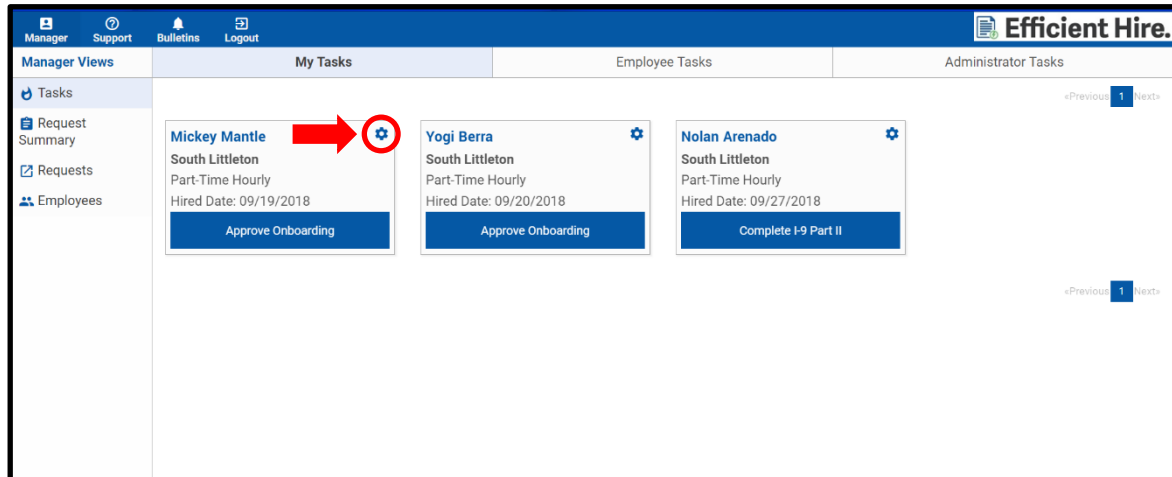 Manager Support Bulletins Logout
Efficient Hire.
Manager Views
My Tasks Employee Tasks Administrator Tasks
Tasks
Request
Summary
Requests
Employees
«Previous 1 Next»
Mickey Mantle
South Littleton
Part-Time Hourly
Hired Date: 09/19/2018
Approve Onboarding
Yogi Berra
South Littleton
Part-Time Hourly
Hired Date: 09/20/2018
Approve Onboarding
Nolan Arenado
South Littleton
Part-Time Hourly
Hired Date: 09/27/2018
Complete I-9 Part II
«Previous 1 Next»